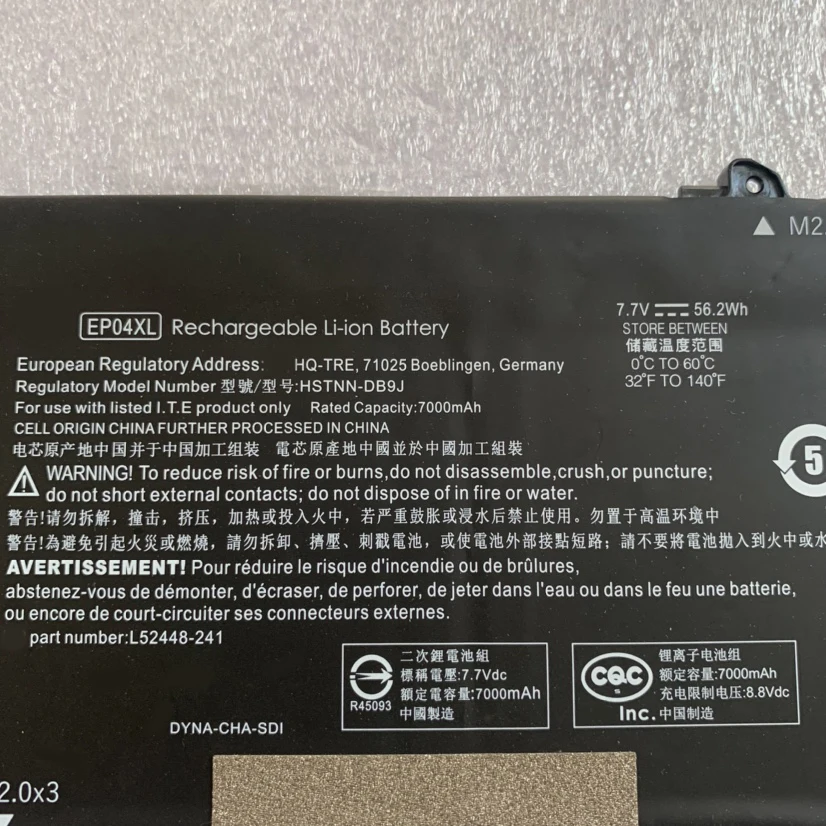 M2.
EP04XL Rechargeable Li-ion Battery
7.7V 56.2Wh
STORE BETWEEN
儲藏溫度范围
0°C TO 60°C
32°F TO 140°F
European Regulatory Address: HQ-TRE, 71025 Boeblingen, Germany
Regulatory Model Number 型號/型号:HSTNN-DB9J
For use with listed I.T.E product only Rated Capacity:7000mAh
CELL ORIGIN CHINA FURTHER PROCESSED IN CHINA
电芯原产地中国并于中国加工组装 電芯原產地中國並於中國加工組裝
5
WARNING! To reduce risk of fire or burns,do not disassemble,crush,or puncture;
do not short external contacts; do not dispose of in fire or water.
警告!请勿拆解，撞击，挤压，加热或投入火中，若严重鼓胀或浸水后禁止使用。勿置于高温环境中
警告!為避免引起火災或燃燒，請勿拆卸、擠壓、刺戳電池，或使電池外部接點短路；請不要將電池拋入到火中或水
AVERTISSEMENT! Pour réduire le risque d'incendie ou de brûlures,
abstenez-vous de démonter, d'écraser, de perforer, de jeter dans l'eau ou dans le feu une batterie,
ou encore de court-circuiter ses connecteurs externes.
part number:L52448-241
R45093
二次鋰電池組
標稱電壓:7.7Vdc
額定電容量:7000mAh
中國製造
CQC
Inc.
锂离子电池组
额定容量:7000mAh
充电限制电压:8.8Vdc
中国制造
DYNA-CHA-SDI
2.0x3